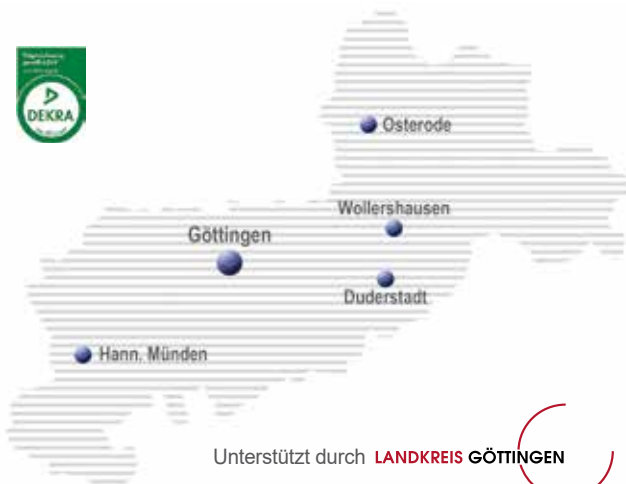 DEKRA
Osterode
Wollershausen
Göttingen
Duderstadt
Hann. Münden
Unterstützt durch LANDKREIS GÖTTINGEN